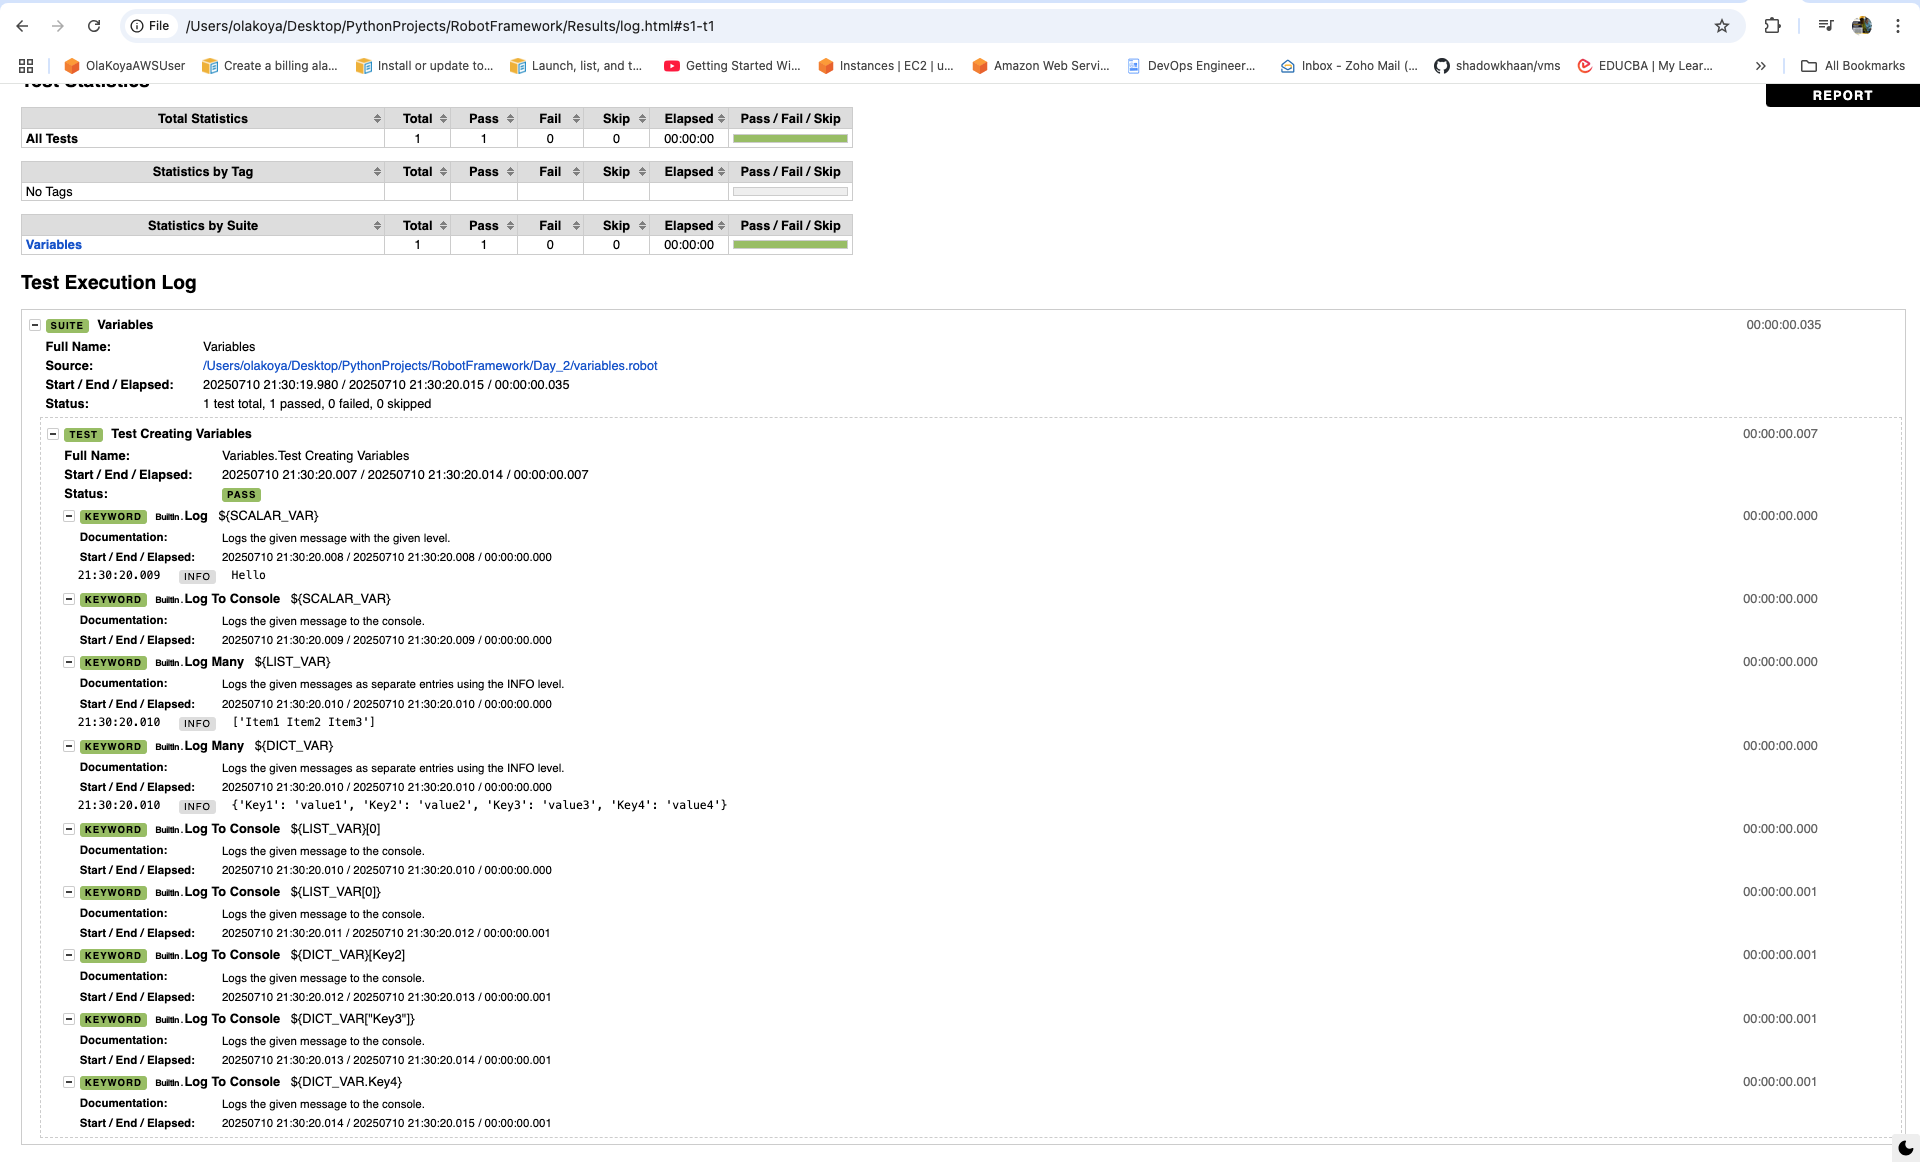 File /Users/olakoya/Desktop/PythonProjects/RobotFramework/Results/log.html#s1-t1
OlaKoyaAWSUser Create a billing ala... Install or update to... Launch, list, and t... Getting Started Wi... Instances | EC2 | u... Amazon Web Servi... DevOps Engineer... Inbox - Zoho Mail (... shadowkhaan/vms EDUCBA | My Lear... » All Bookmarks
Test Statistics
REPORT
Total Statistics Total Pass Fail Skip Elapsed Pass / Fail / Skip
All Tests 1 1 0 0 00:00:00
Statistics by Tag Total Pass Fail Skip Elapsed Pass / Fail / Skip
No Tags
Statistics by Suite Total Pass Fail Skip Elapsed Pass / Fail / Skip
Variables 1 1 0 0 00:00:00
Test Execution Log
SUITE Variables 00:00:00.035
Full Name: Variables
Source: /Users/olakoya/Desktop/PythonProjects/RobotFramework/Day_2/variables.robot
Start / End / Elapsed: 20250710 21:30:19.980 / 20250710 21:30:20.015 / 00:00:00.035
Status: 1 test total, 1 passed, 0 failed, 0 skipped
TEST Test Creating Variables 00:00:00.007
Full Name: Variables.Test Creating Variables
Start / End / Elapsed: 20250710 21:30:20.007 / 20250710 21:30:20.014 / 00:00:00.007
Status: PASS
KEYWORD BuiltIn.Log ${SCALAR_VAR} 00:00:00.000
Documentation: Logs the given message with the given level.
Start / End / Elapsed: 20250710 21:30:20.008 / 20250710 21:30:20.008 / 00:00:00.000
21:30:20.009 INFO Hello
KEYWORD BuiltIn.Log To Console ${SCALAR_VAR} 00:00:00.000
Documentation: Logs the given message to the console.
Start / End / Elapsed: 20250710 21:30:20.009 / 20250710 21:30:20.009 / 00:00:00.000
KEYWORD BuiltIn.Log Many ${LIST_VAR} 00:00:00.000
Documentation: Logs the given messages as separate entries using the INFO level.
Start / End / Elapsed: 20250710 21:30:20.010 / 20250710 21:30:20.010 / 00:00:00.000
21:30:20.010 INFO ['Item1 Item2 Item3']
KEYWORD BuiltIn.Log Many ${DICT_VAR} 00:00:00.000
Documentation: Logs the given messages as separate entries using the INFO level.
Start / End / Elapsed: 20250710 21:30:20.010 / 20250710 21:30:20.010 / 00:00:00.000
21:30:20.010 INFO {'Key1': 'value1', 'Key2': 'value2', 'Key3': 'value3', 'Key4': 'value4'}
KEYWORD BuiltIn.Log To Console ${LIST_VAR}[0] 00:00:00.000
Documentation: Logs the given message to the console.
Start / End / Elapsed: 20250710 21:30:20.010 / 20250710 21:30:20.010 / 00:00:00.000
KEYWORD BuiltIn.Log To Console ${LIST_VAR[0]} 00:00:00.001
Documentation: Logs the given message to the console.
Start / End / Elapsed: 20250710 21:30:20.011 / 20250710 21:30:20.012 / 00:00:00.001
KEYWORD BuiltIn.Log To Console ${DICT_VAR}[Key2] 00:00:00.001
Documentation: Logs the given message to the console.
Start / End / Elapsed: 20250710 21:30:20.012 / 20250710 21:30:20.013 / 00:00:00.001
KEYWORD BuiltIn.Log To Console ${DICT_VAR["Key3"]} 00:00:00.001
Documentation: Logs the given message to the console.
Start / End / Elapsed: 20250710 21:30:20.013 / 20250710 21:30:20.014 / 00:00:00.001
KEYWORD BuiltIn.Log To Console ${DICT_VAR.Key4} 00:00:00.001
Documentation: Logs the given message to the console.
Start / End / Elapsed: 20250710 21:30:20.014 / 20250710 21:30:20.015 / 00:00:00.001